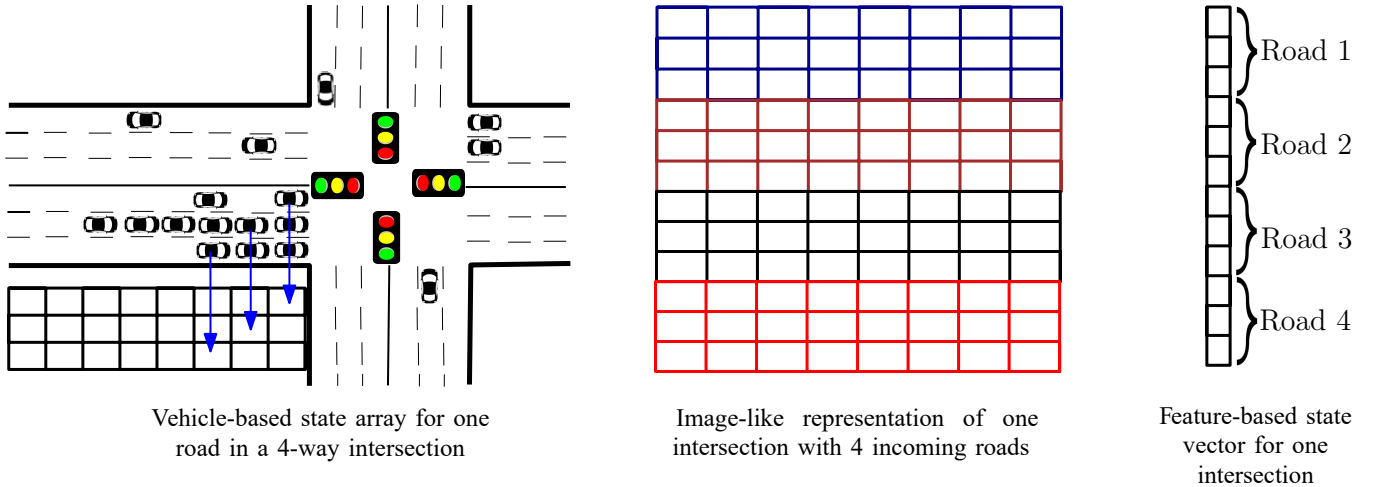 Road 1
Road 2
Road 3
Road 4
Vehicle-based state array for one
road in a 4-way intersection
Image-like representation of one
intersection with 4 incoming roads
Feature-based state
vector for one
intersection